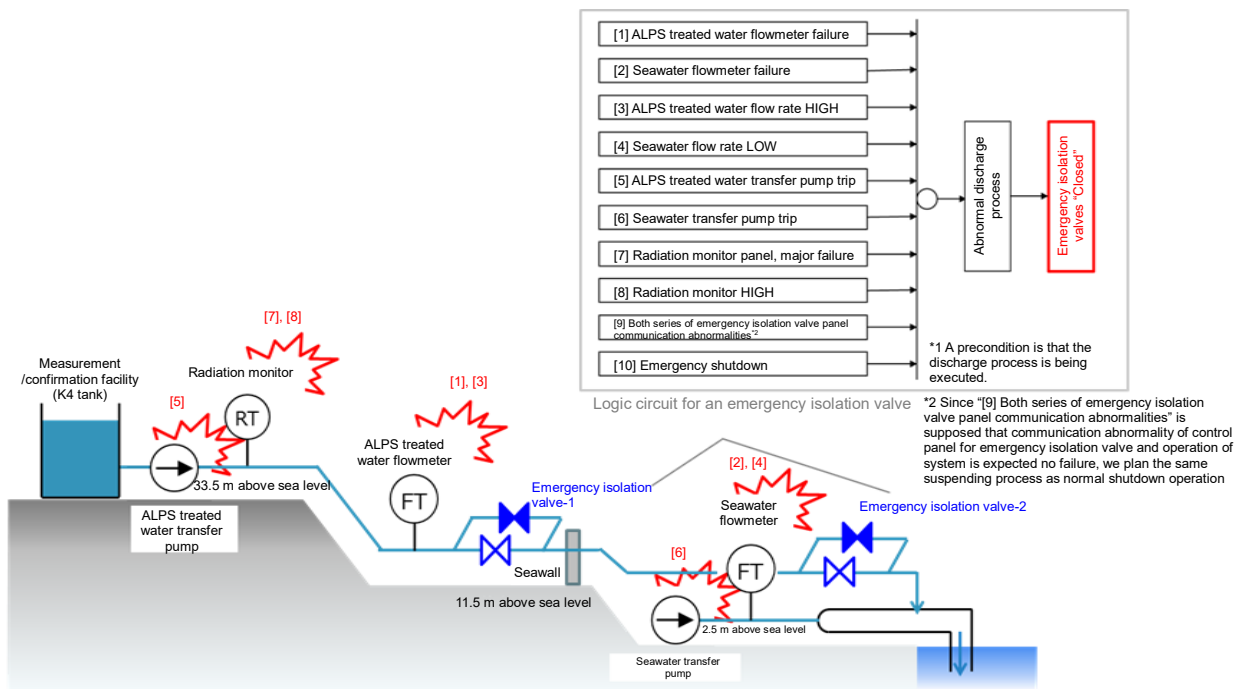 [1] ALPS treated water flowmeter failure
[2] Seawater flowmeter failure
[3] ALPS treated water flow rate HIGH
[4] Seawater flow rate LOW
[5] ALPS treated water transfer pump trip
[6] Seawater transfer pump trip
[7] Radiation monitor panel, major failure
[8] Radiation monitor HIGH
[9] Both series of emergency isolation valve panel
communication abnormalities*2
[10] Emergency shutdown
Abnormal discharge
process
Emergency isolation
valves "Closed"
*1 A precondition is that the
discharge process is being
executed.
Logic circuit for an emergency isolation valve
*2 Since "[9] Both series of emergency isolation
valve panel communication abnormalities" is
supposed that communication abnormality of control
panel for emergency isolation valve and operation of
system is expected no failure, we plan the same
suspending process as normal shutdown operation
Measurement
/confirmation facility
(K4 tank)
[7], [8]
Radiation monitor
[5]
RT
33.5 m above sea level
ALPS treated
water transfer
pump
[1], [3]
ALPS treated
water flowmeter
FT
Emergency isolation
valve-1
Seawall
11.5 m above sea level
[2], [4]
Seawater
flowmeter
Emergency isolation valve-2
[6]
FT
2.5 m above sea level
Seawater transfer
pump